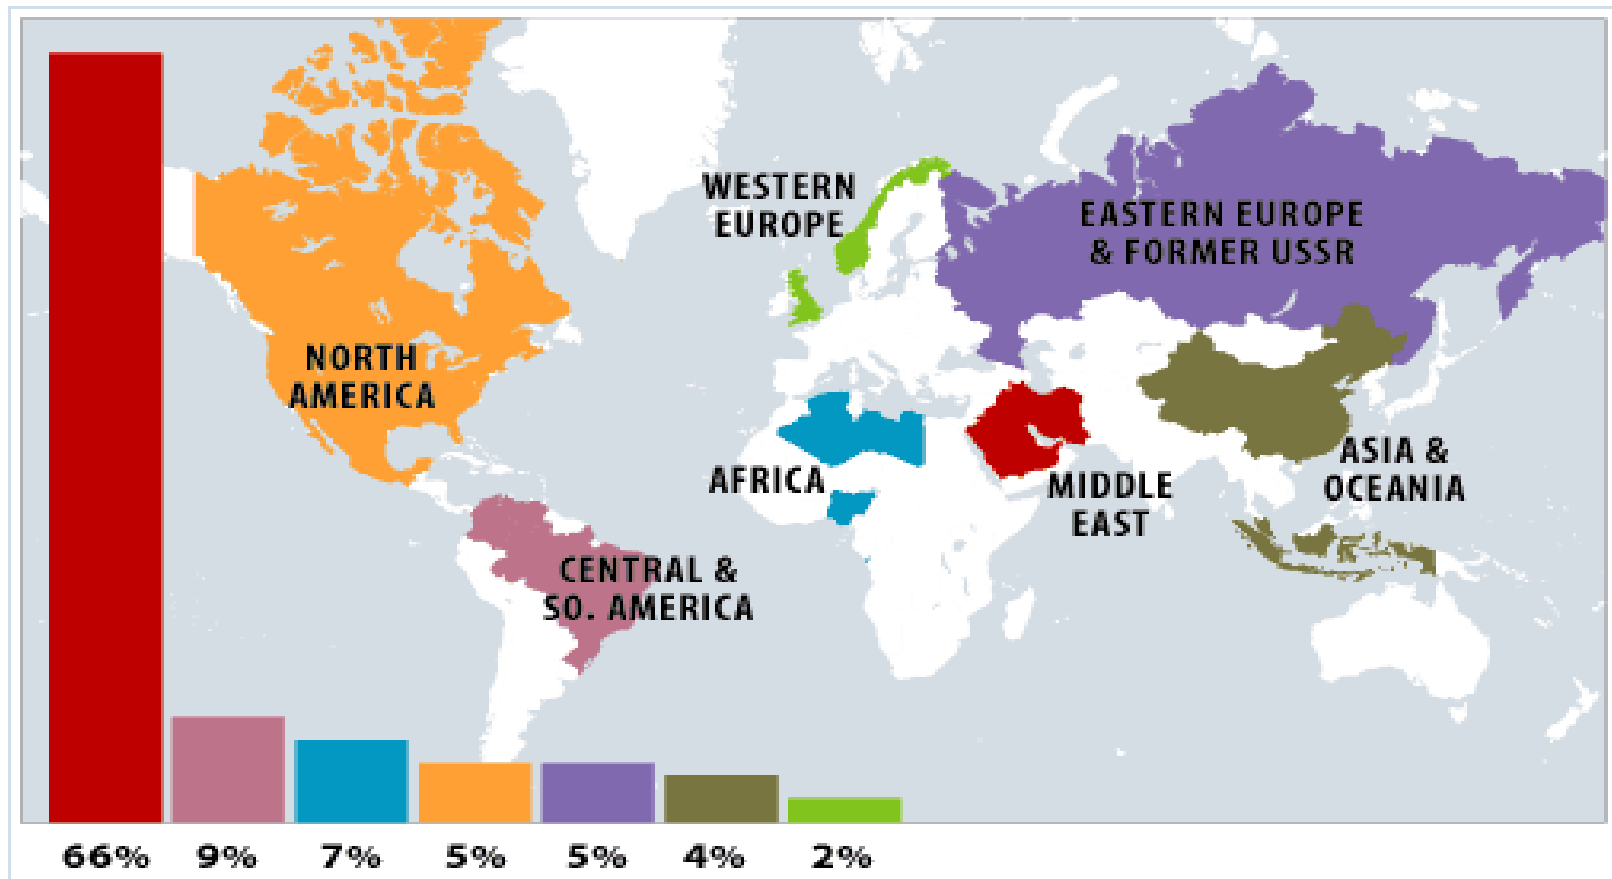 WESTERN
EUROPE
EASTERN EUROPE
& FORMER USSR
NORTH
AMERICA
AFRICA
MIDDLE
EAST
ASIA &
OCEANIA
CENTRAL &
SO. AMERICA
66% 9% 7% 5% 5% 4% 2%